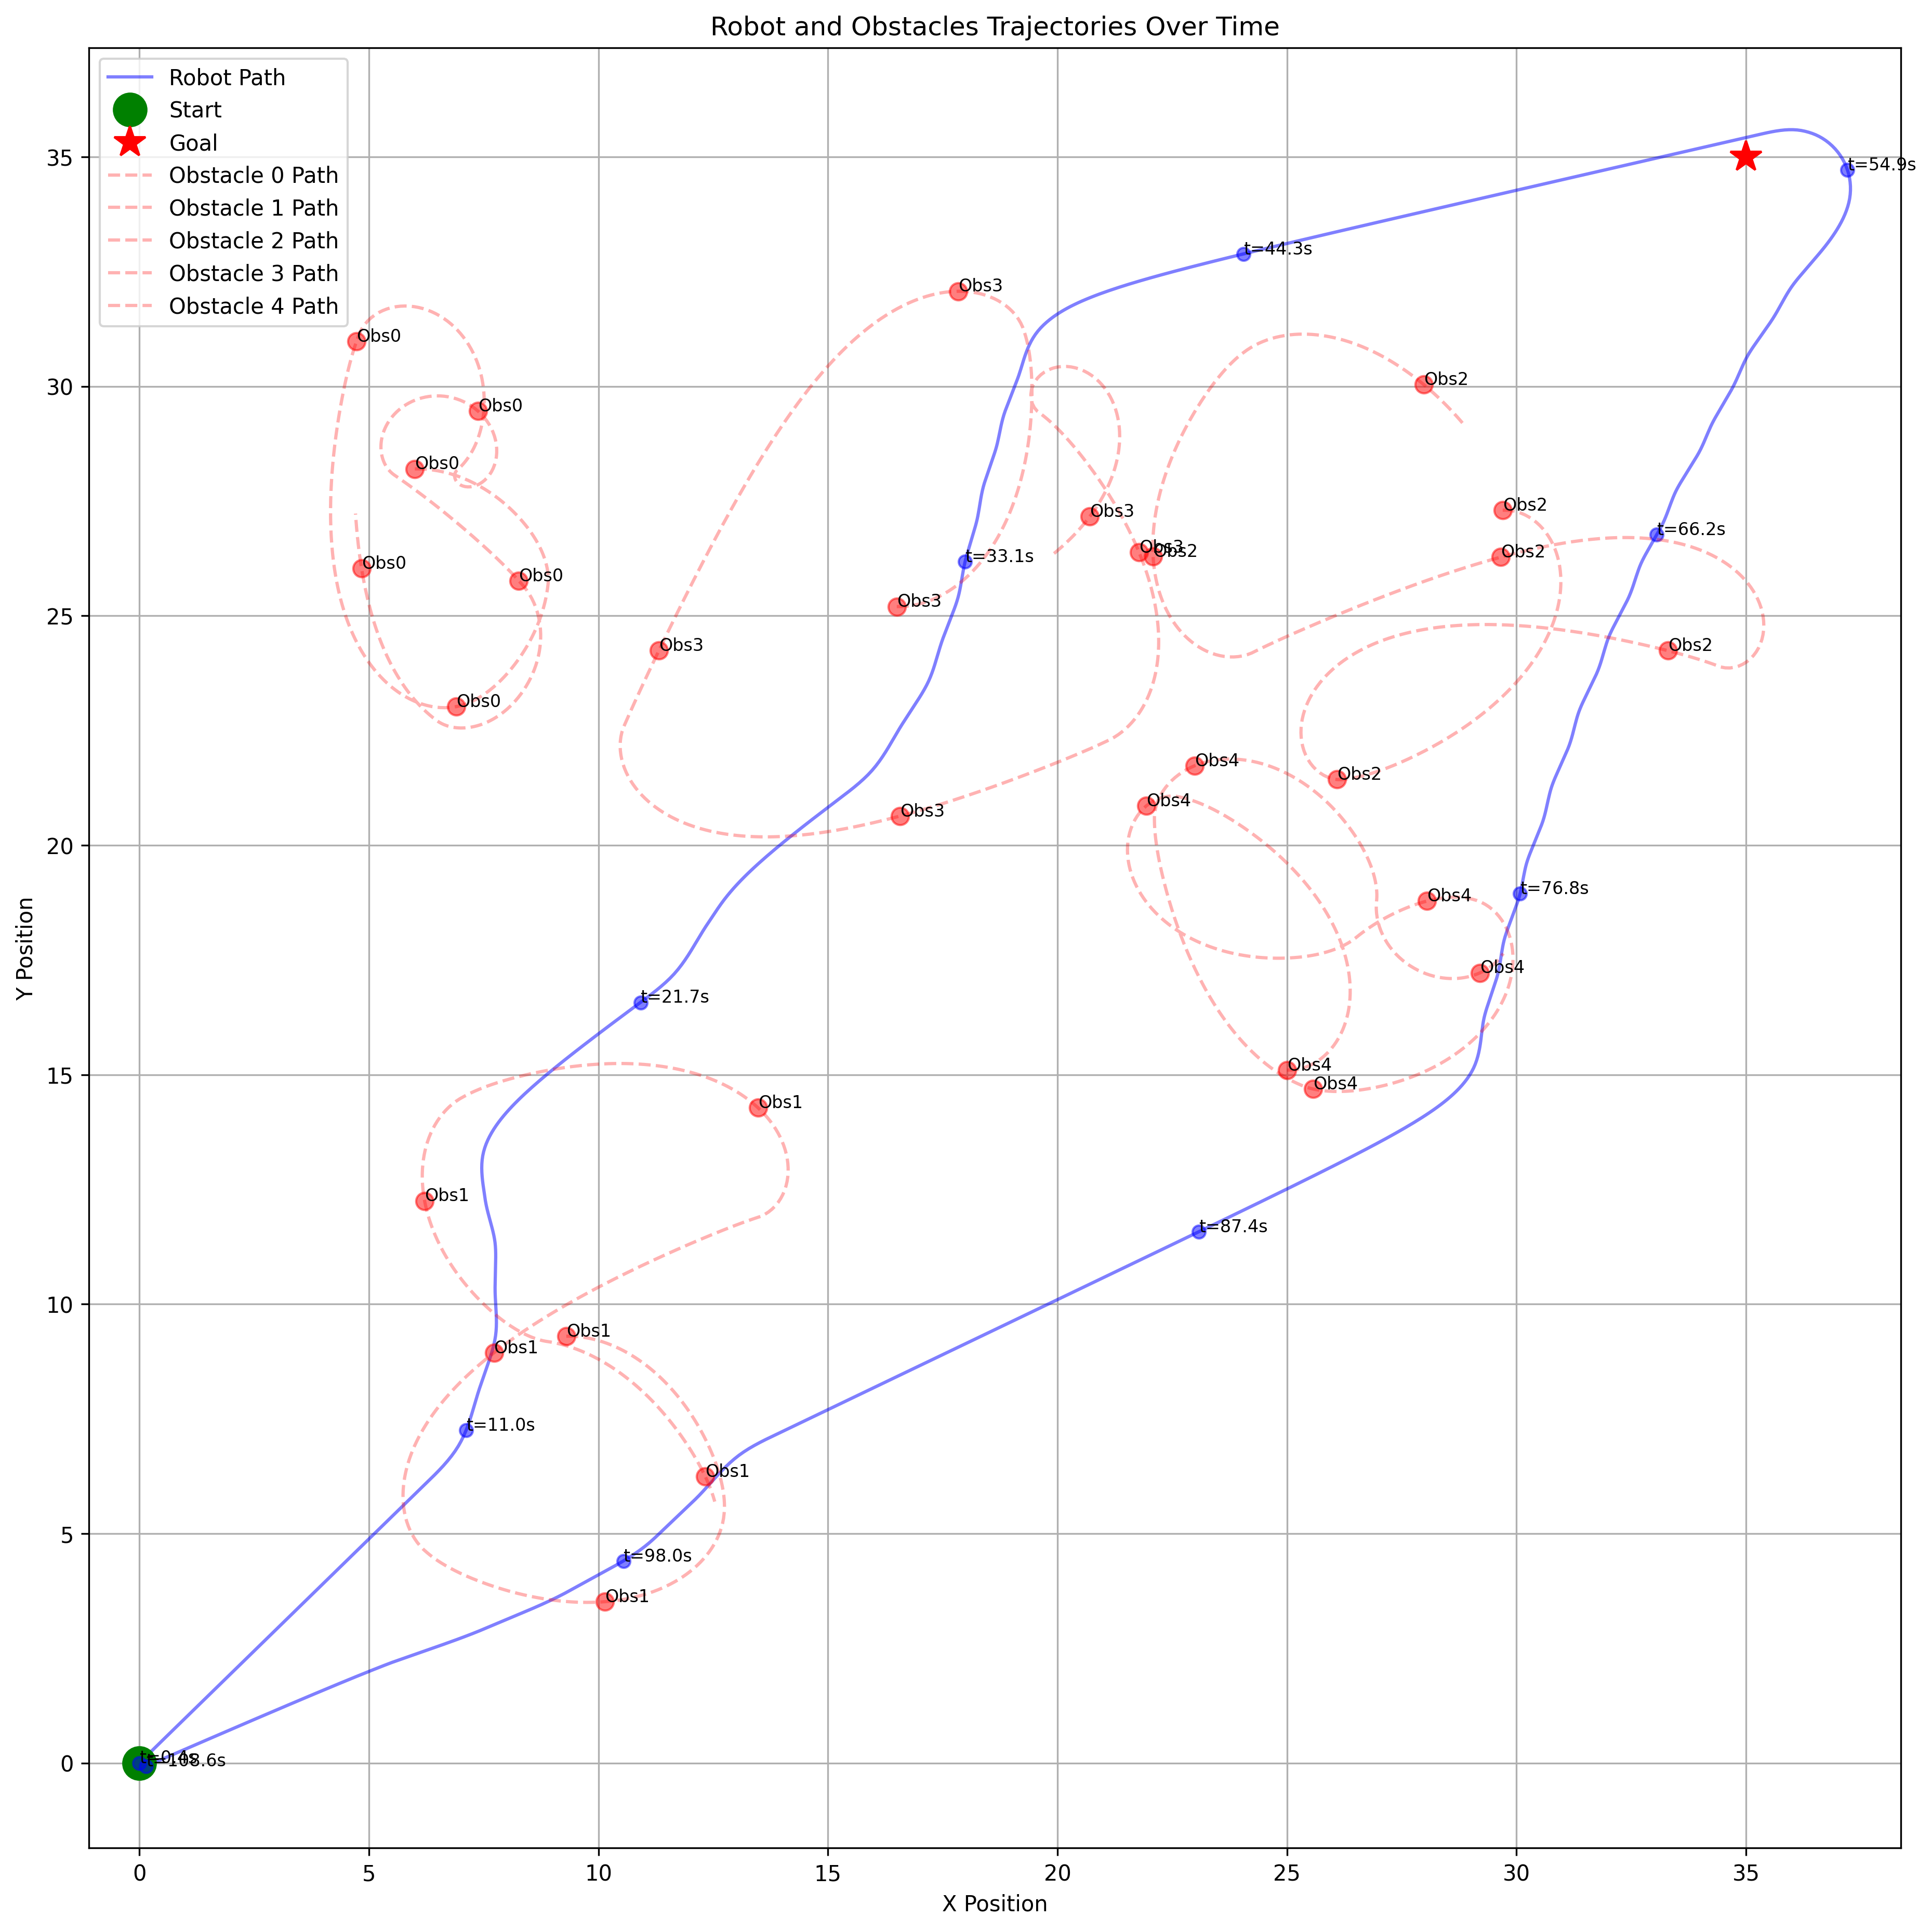 Robot and Obstacles Trajectories Over Time
Robot Path
Start
Goal
Obstacle 0 Path
Obstacle 1 Path
Obstacle 2 Path
Obstacle 3 Path
Obstacle 4 Path
t=54.9s
t=44.3s
Obs3
Obs0
Obs2
Obs0
Obs2
Obs0
Obs3
t=66.2s
Obs3
Obs2
Obs2
t=33.1s
Obs0
Obs0
Obs3
Obs3
Obs2
Obs0
Obs4
Obs2
Obs4
Obs3
Obs4
t=76.8s
Obs4
t=21.7s
Obs4
Obs4
Obs1
Obs1
t=87.4s
Obs1
Obs1
t=11.0s
Obs1
t=98.0s
Obs1
t=0.4s
t=108.6s
35
30
25
20
15
10
5
0
Y Position
0
5
10
15
20
25
30
35
X Position